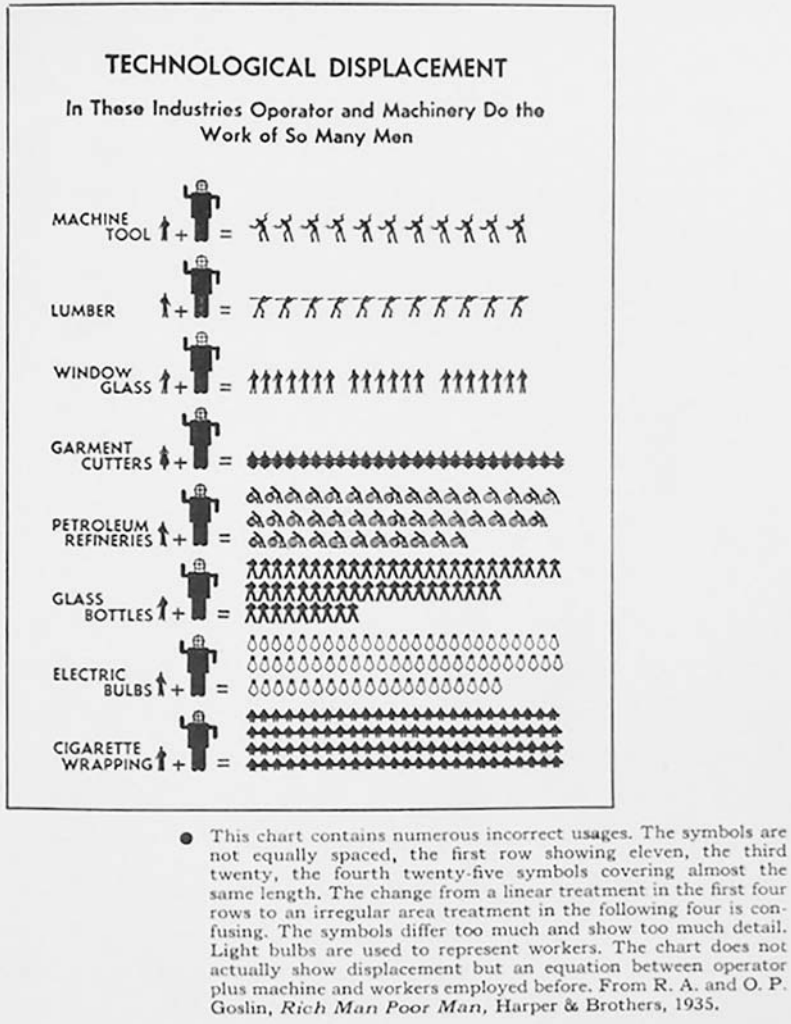 TECHNOLOGICAL DISPLACEMENT
In These Industries Operator and Machinery Do the
Work of So Many Men
MACHINE
TOOL + =
LUMBER + =
WINDOW
GLASS + =
GARMENT
CUTTERS + =
PETROLEUM
REFINERIES + =
GLASS
BOTTLES + =
ELECTRIC
BULBS + =
CIGARETTE
WRAPPING + =
● This chart contains numerous incorrect usages. The symbols are
not equally spaced, the first row showing eleven, the third
twenty, the fourth twenty-five symbols covering almost the
same length. The change from a linear treatment in the first four
rows to an irregular area treatment in the following four is con-
fusing. The symbols differ too much and show too much detail.
Light bulbs are used to represent workers. The chart does not
actually show displacement but an equation between operator
plus machine and workers employed before. From R. A. and O. P.
Goslin, Rich Man Poor Man, Harper & Brothers, 1935.